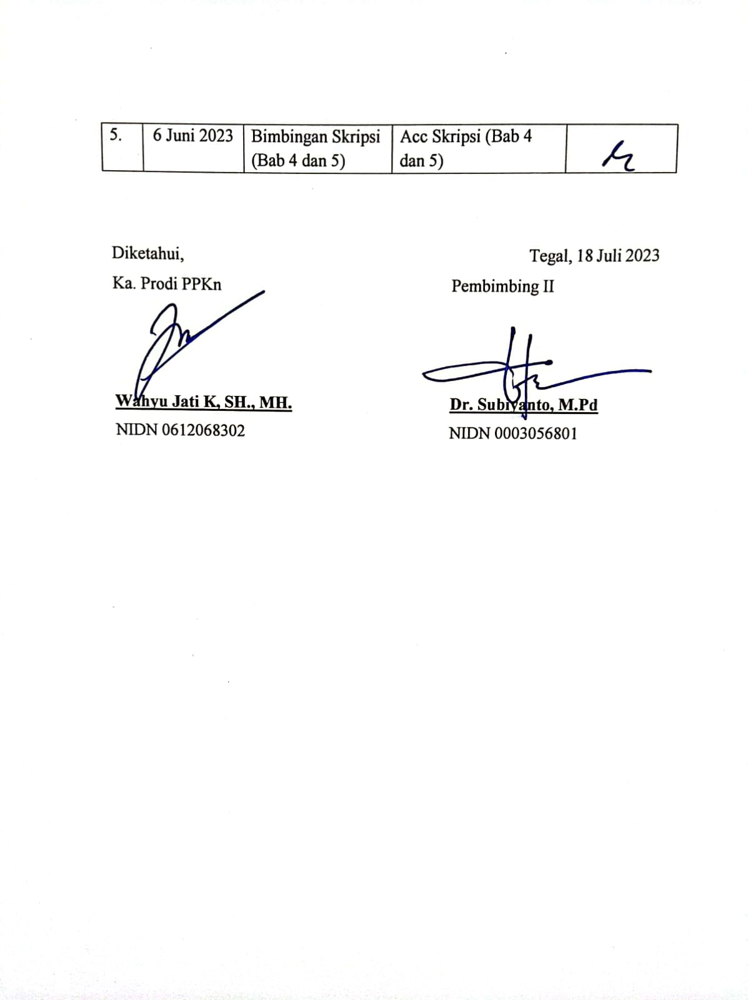 5. 6 Juni 2023 Bimbingan Skripsi Acc Skripsi (Bab 4
(Bab 4 dan 5) dan 5)
Diketahui,
Tegal, 18 Juli 2023
Ka. Prodi PPKn
Pembimbing II
Wahyu Jati K, SH., MH.
Dr. Subiyanto, M.Pd
NIDN 0612068302
NIDN 0003056801